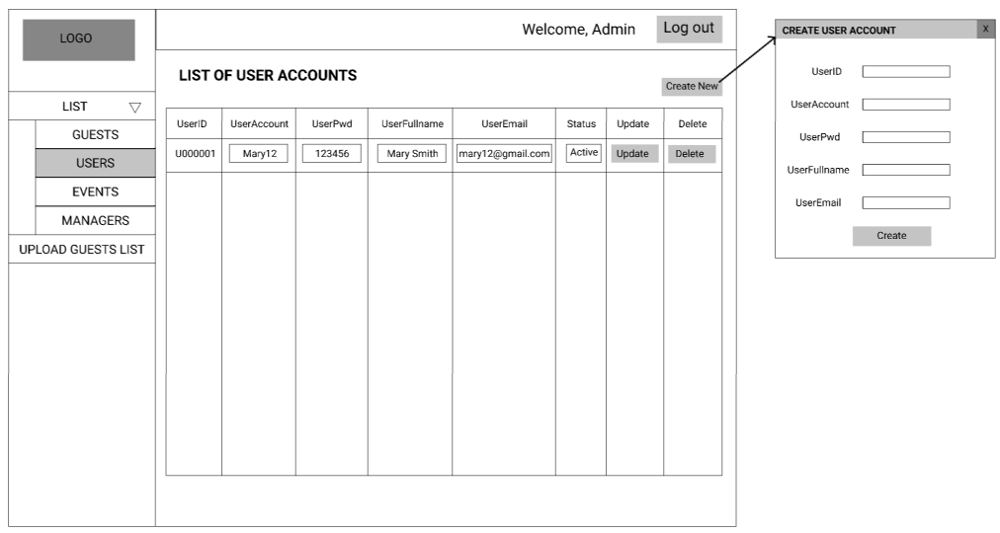 LOGO
Welcome, Admin
Log out
LIST ▽
GUESTS
USERS
EVENTS
MANAGERS
UPLOAD GUESTS LIST
LIST OF USER ACCOUNTS
Create New
UserID UserAccount UserPwd UserFullname UserEmail Status Update Delete
U000001 Mary12 123456 Mary Smith mary12@gmail.com Active Update Delete
CREATE USER ACCOUNT X
UserID
UserAccount
UserPwd
UserFullname
UserEmail
Create